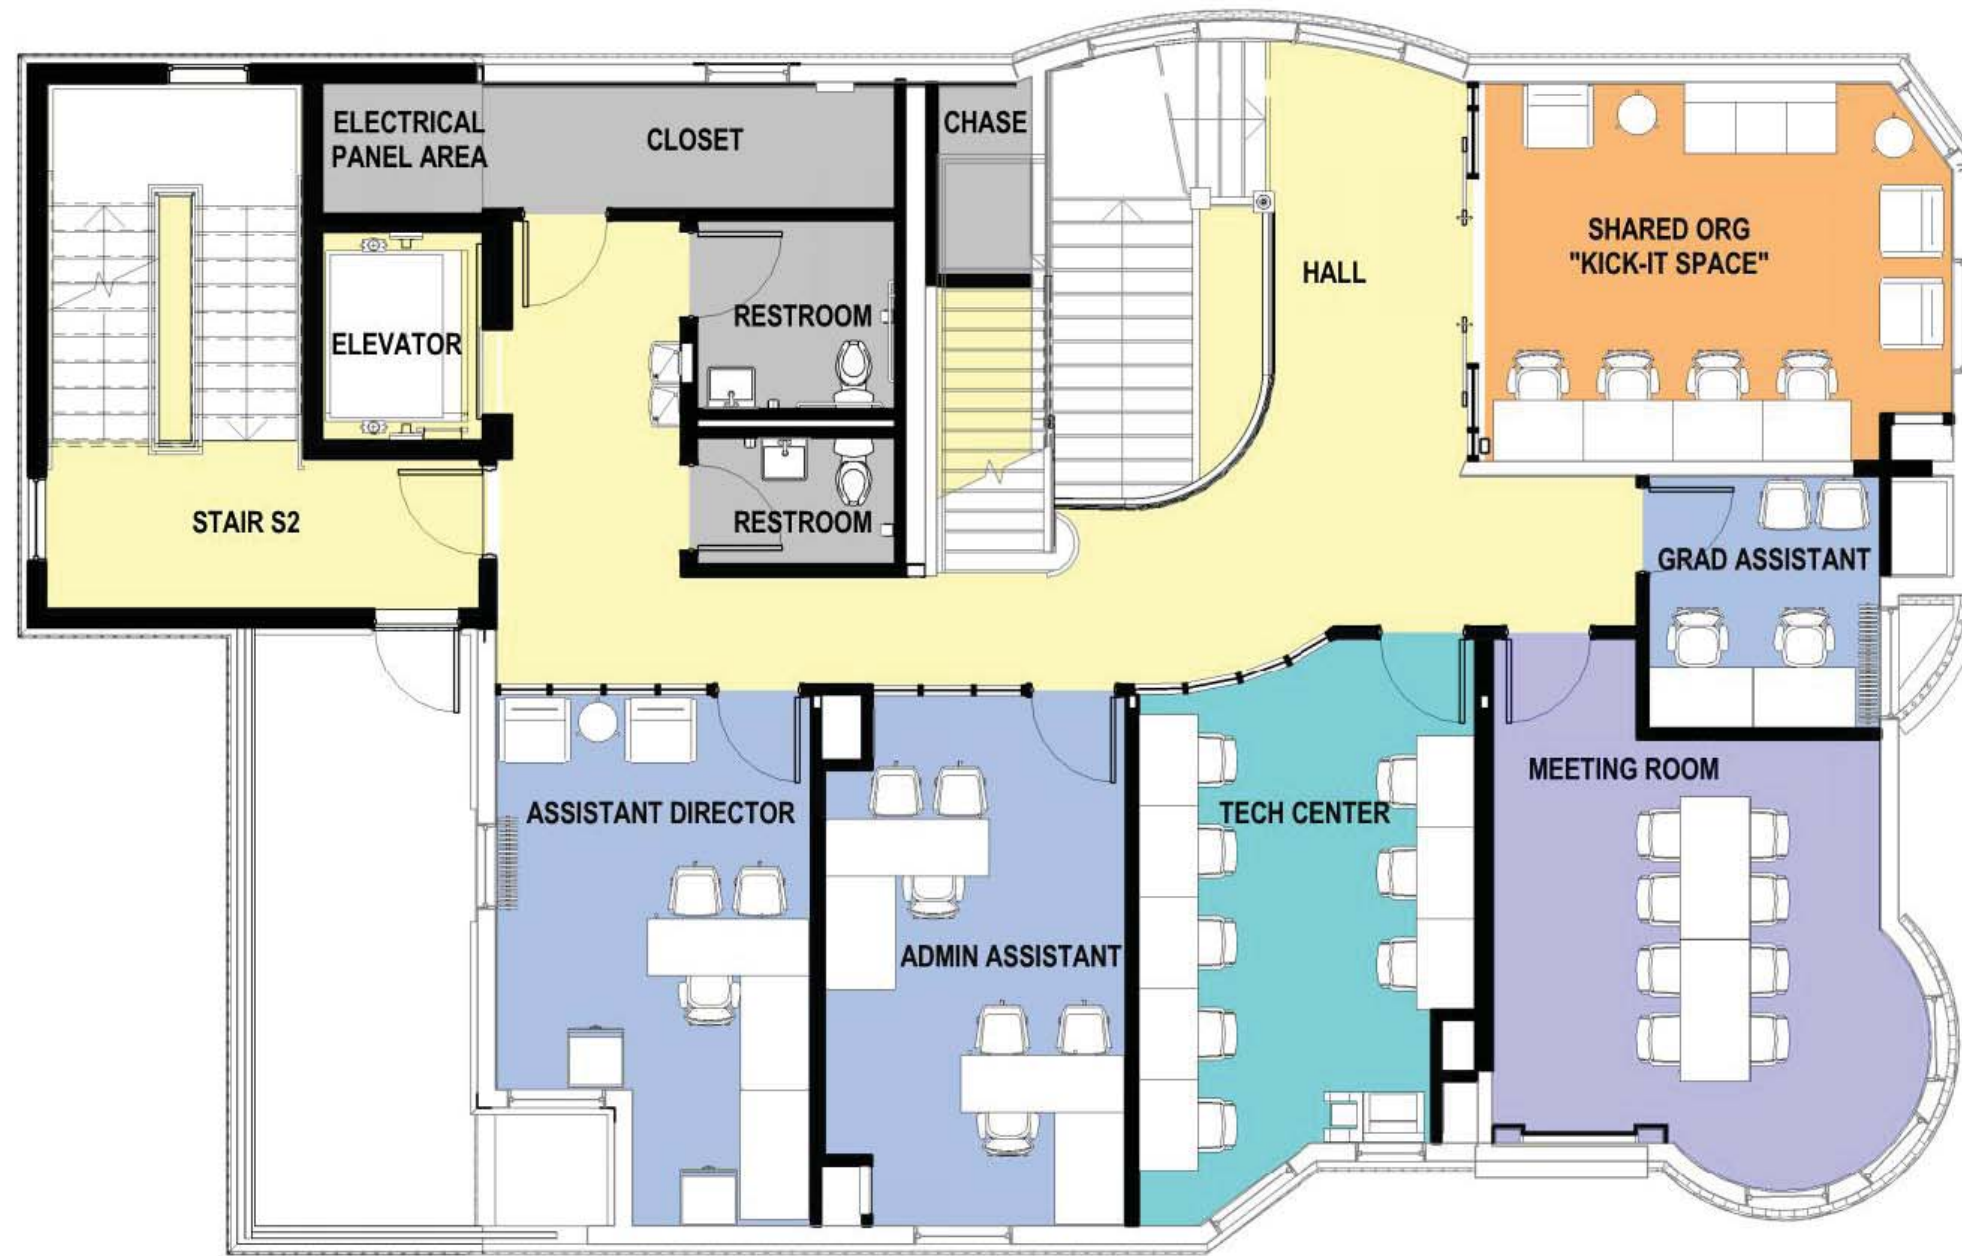 ELECTRICAL
PANEL AREA
CLOSET
CHASE
SHARED ORG
"KICK-IT SPACE"
HALL
RESTROOM
ELEVATOR
STAIR S2
RESTROOM
GRAD ASSISTANT
MEETING ROOM
ASSISTANT DIRECTOR
TECH CENTER
ADMIN ASSISTANT